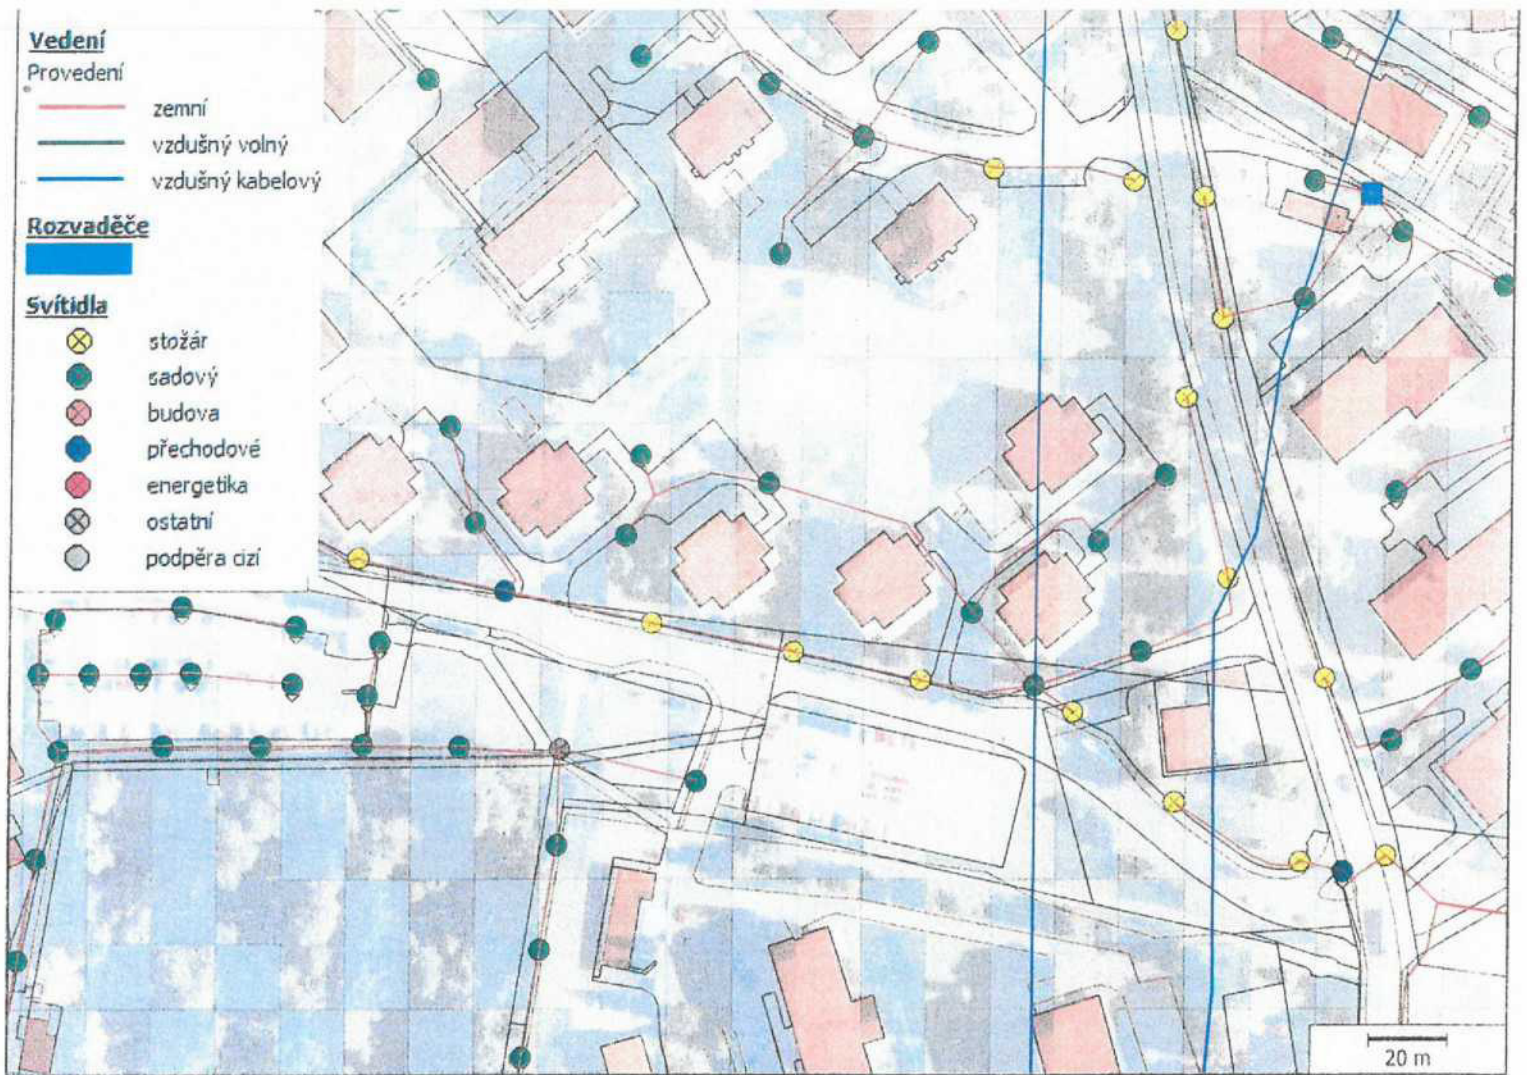 Vedení
Provedení
zemní
vzdušný volný
vzdušný kabelový
Rozvaděče
Svítidla
stožár
sadový
budova
přechodové
energetika
ostatní
podpěra cizí
20 m